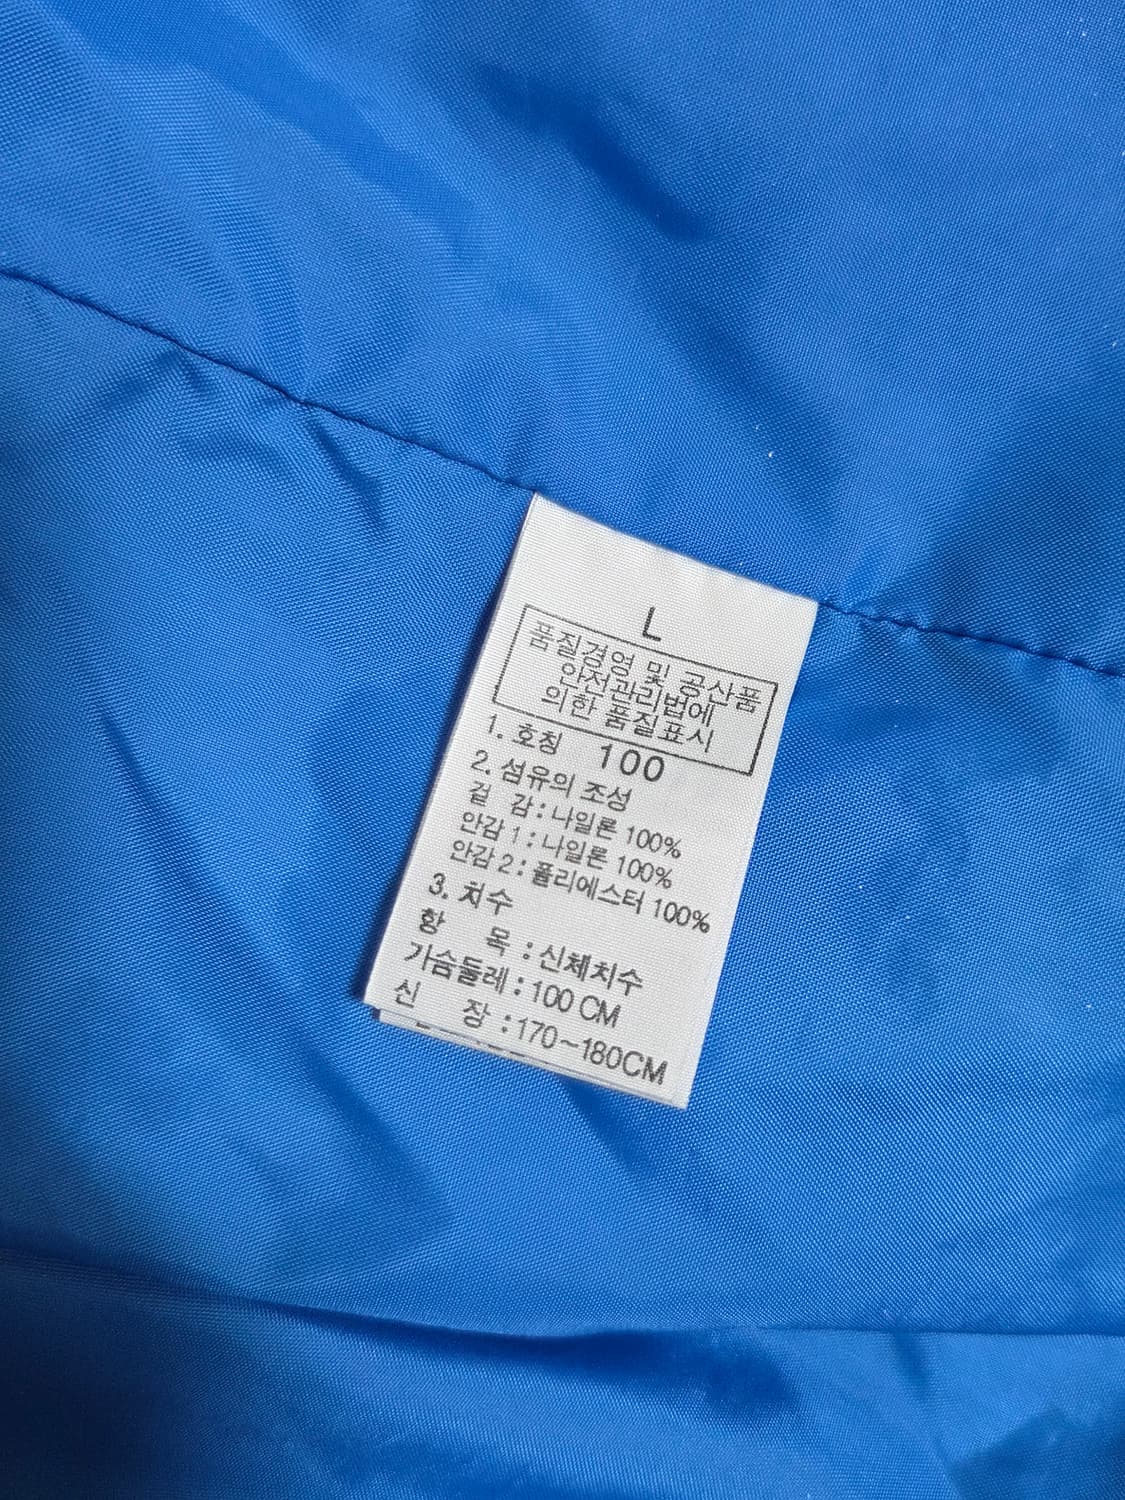 L
품질경영 및 공산품
안전관리법에
의한 품질표시
1. 호칭 100
2. 섬유의 조성
겉 감 : 나일론 100%
안감 1 : 나일론 100%
안감 2 : 폴리에스터 100%
3. 치수
항 목 : 신체치수
가슴둘레 : 100 CM
신 장 : 170~180CM